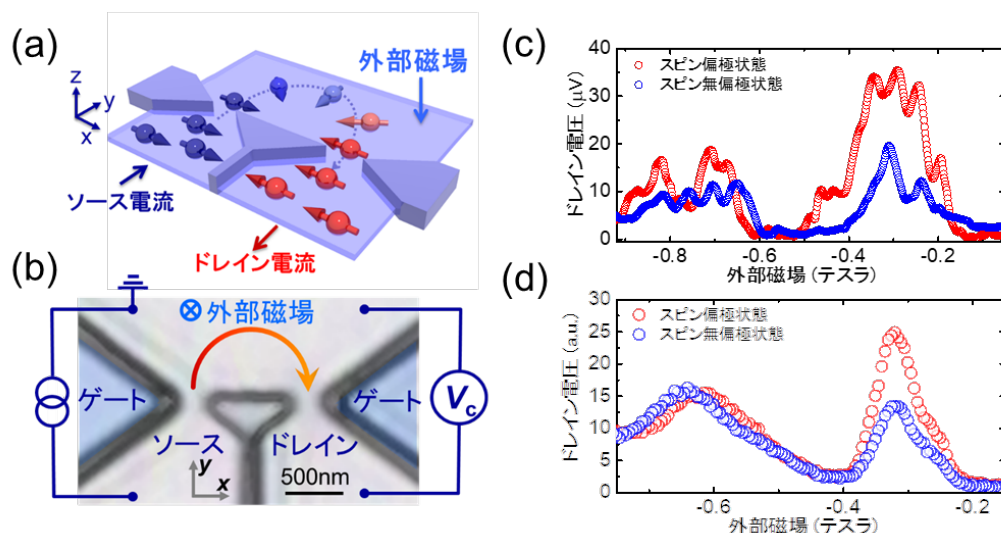 (a)
外部磁場
z
y
x
ソース電流
ドレイン電流
(b)
⊗外部磁場
ゲート
ゲート
Vc
ソース
ドレイン
y
x
500nm
(c)
40
30
20
10
0
ドレイン電圧 (μV)
スピン偏極状態
スピン無偏極状態
-0.8
-0.6
-0.4
-0.2
外部磁場 (テスラ)
(d)
30
25
20
15
10
5
0
ドレイン電圧 (a.u.)
スピン偏極状態
スピン無偏極状態
-0.6
-0.4
-0.2
外部磁場 (テスラ)